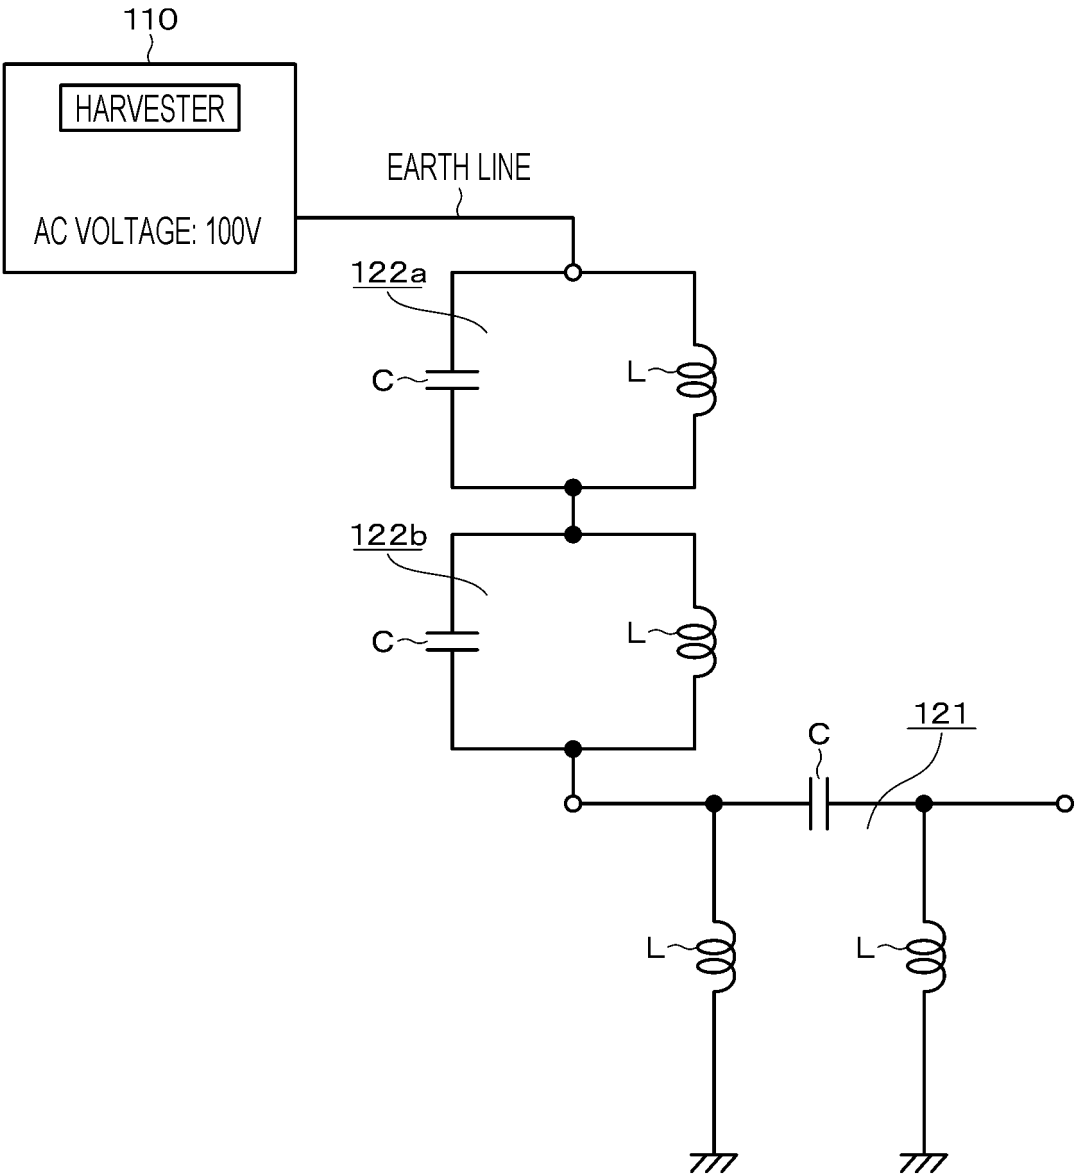 110
HARVESTER
EARTH LINE
AC VOLTAGE: 100V
122a
C
L
122b
C
L
121
C
L
L